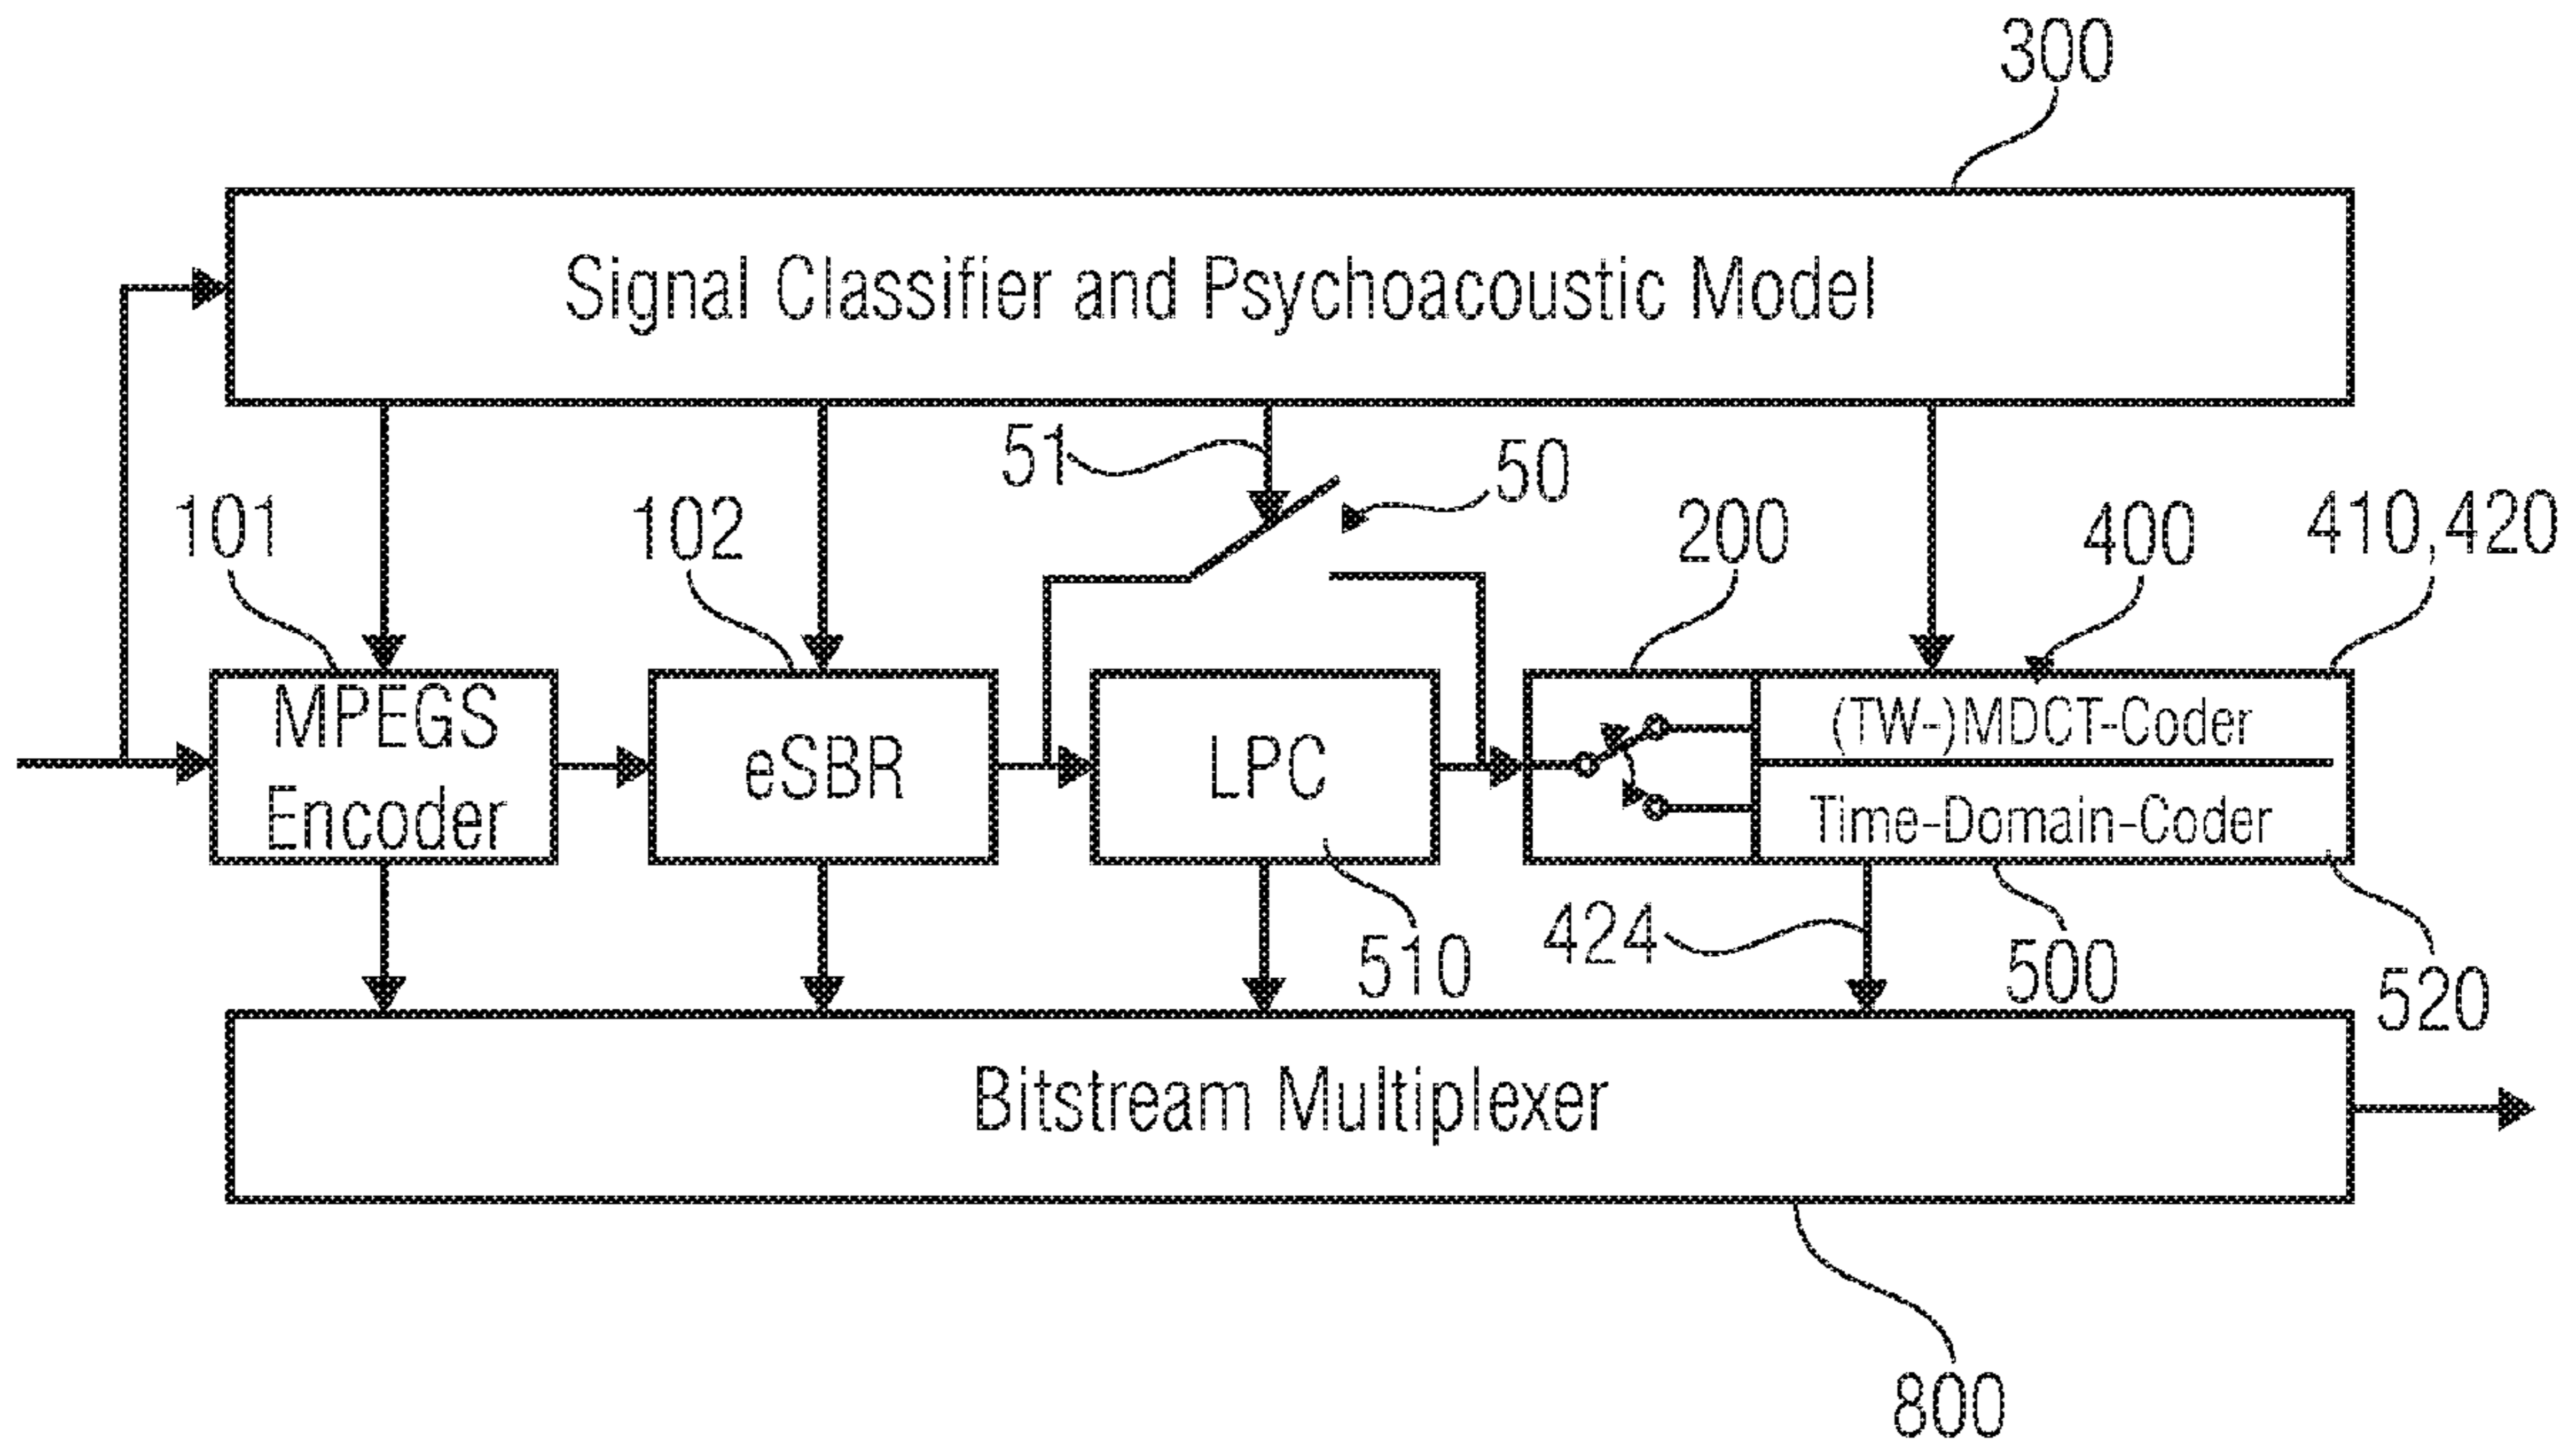 300
Signal Classifier and Psychoacoustic Model
51
50
101
102
200
400
410,420
MPEGS
Encoder
eSBR
LPC
(TW-)MDCT-Coder
Time-Domain-Coder
510
424
500
520
Bitstream Multiplexer
800